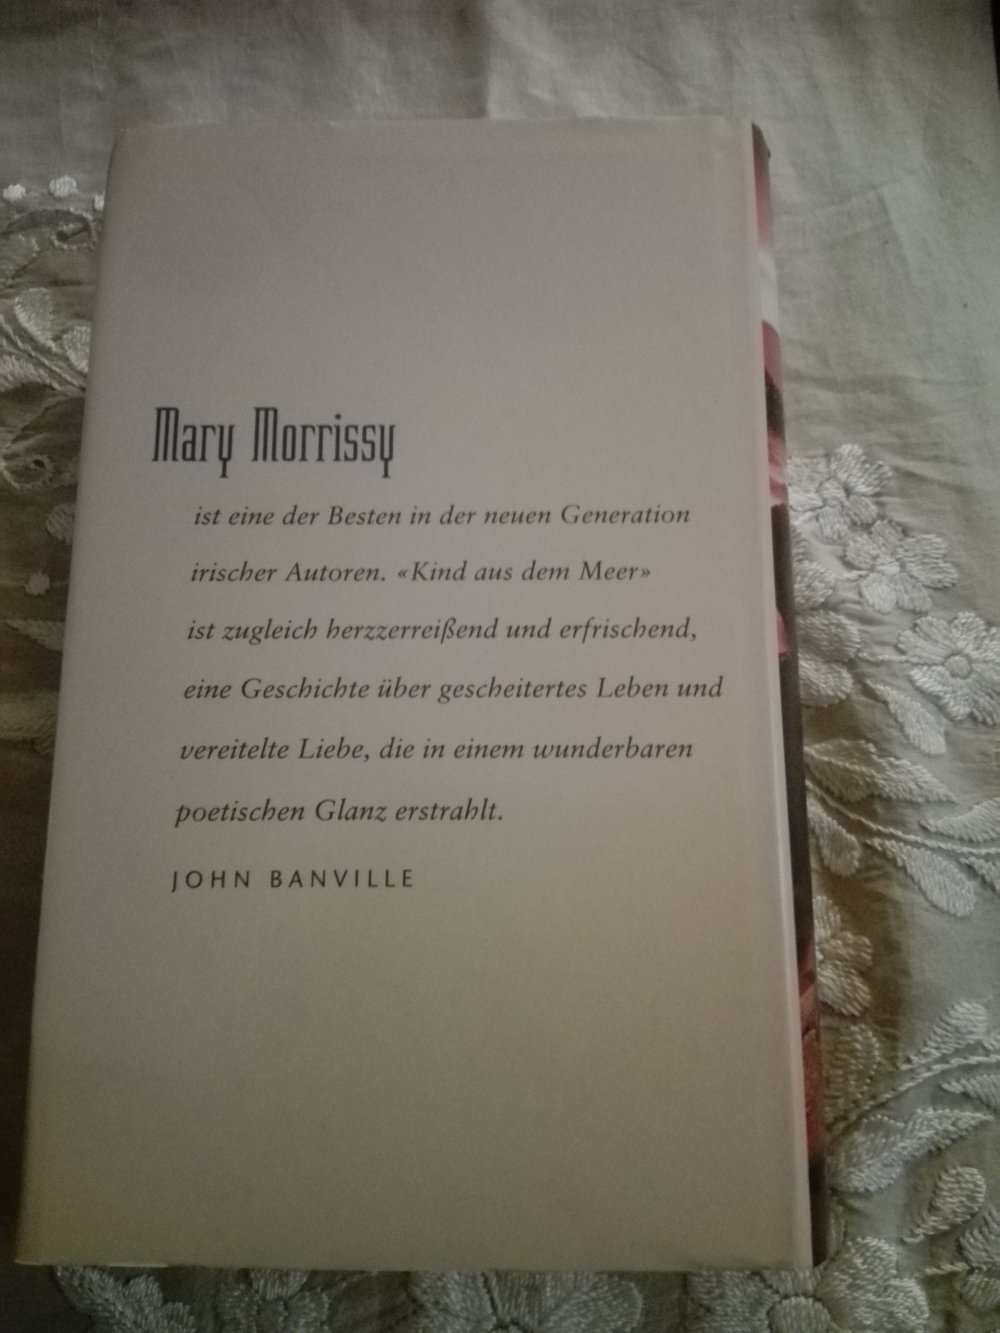 Mary Morrissy
ist eine der Besten in der neuen Generation
irischer Autoren. «Kind aus dem Meer»
ist zugleich herzzerreißend und erfrischend,
eine Geschichte über gescheitertes Leben und
vereitelte Liebe, die in einem wunderbaren
poetischen Glanz erstrahlt.
JOHN BANVILLE